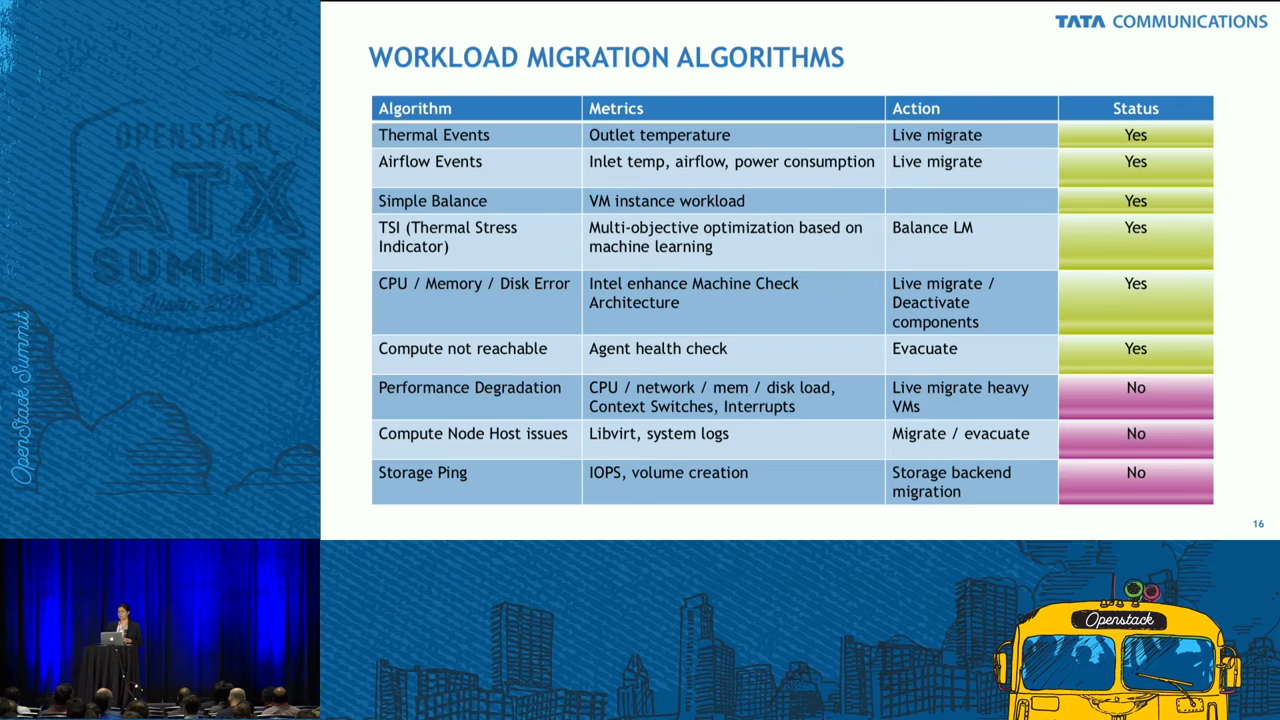 TATA COMMUNICATIONS
WORKLOAD MIGRATION ALGORITHMS
Algorithm Metrics Action Status
Thermal Events Outlet temperature Live migrate Yes
Airflow Events Inlet temp, airflow, power consumption Live migrate Yes
Simple Balance VM instance workload Yes
TSI (Thermal Stress Multi-objective optimization based on Balance LM Yes
Indicator) machine learning
CPU / Memory / Disk Error Intel enhance Machine Check Live migrate / Yes
Architecture Deactivate
components
Compute not reachable Agent health check Evacuate Yes
Performance Degradation CPU / network / mem / disk load, Live migrate heavy No
Context Switches, Interrupts VMs
Compute Node Host issues Libvirt, system logs Migrate / evacuate No
Storage Ping IOPS, volume creation Storage backend No
migration
16
OPENSTACK
ATX
SUMMIT
OpenStack Summit
Openstack